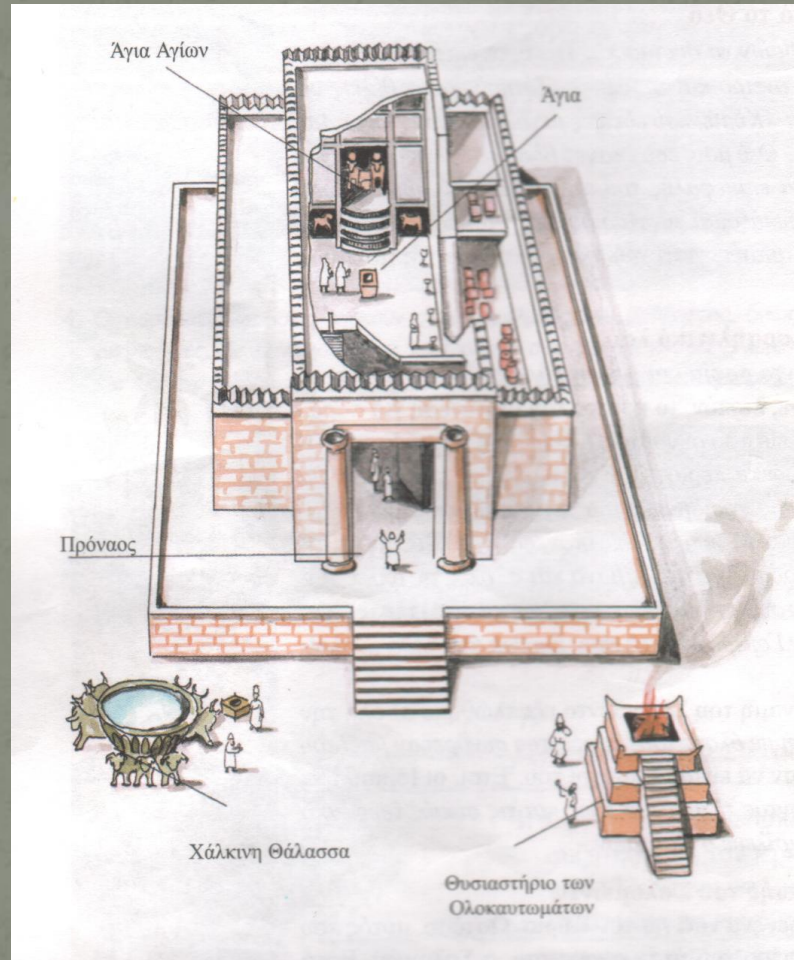 Άγια Αγίων
Άγια
Πρόναος
Χάλκινη Θάλασσα
Θυσιαστήριο των
Ολοκαυτωμάτων